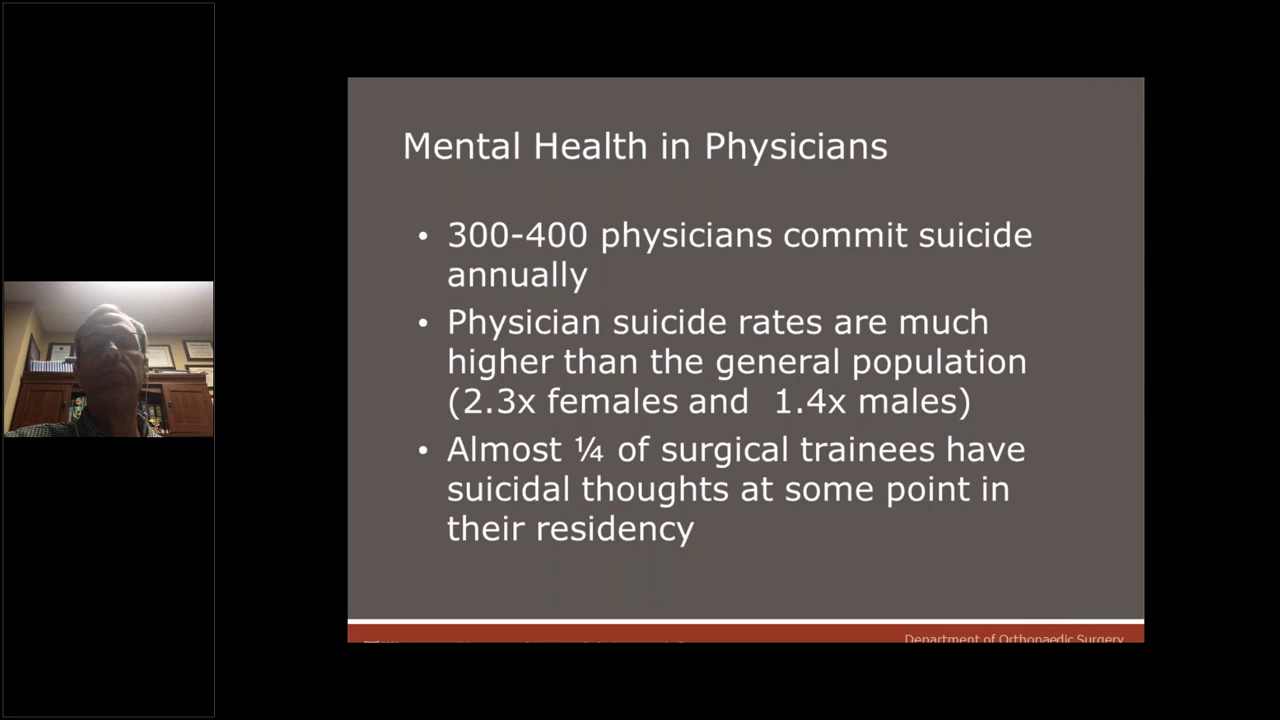 Mental Health in Physicians
• 300-400 physicians commit suicide
annually
• Physician suicide rates are much
higher than the general population
(2.3x females and  1.4x males)
• Almost ¼ of surgical trainees have
suicidal thoughts at some point in
their residency
Department of Orthopaedic Surgery